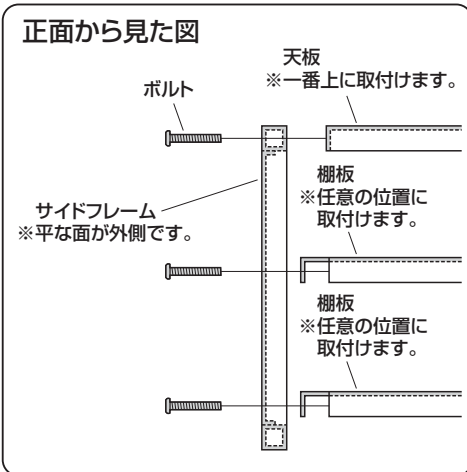 正面から見た図
天板
※一番上に取付けます。
ボルト
棚板
※任意の位置に
取付けます。
サイドフレーム
※平な面が外側です。
棚板
※任意の位置に
取付けます。